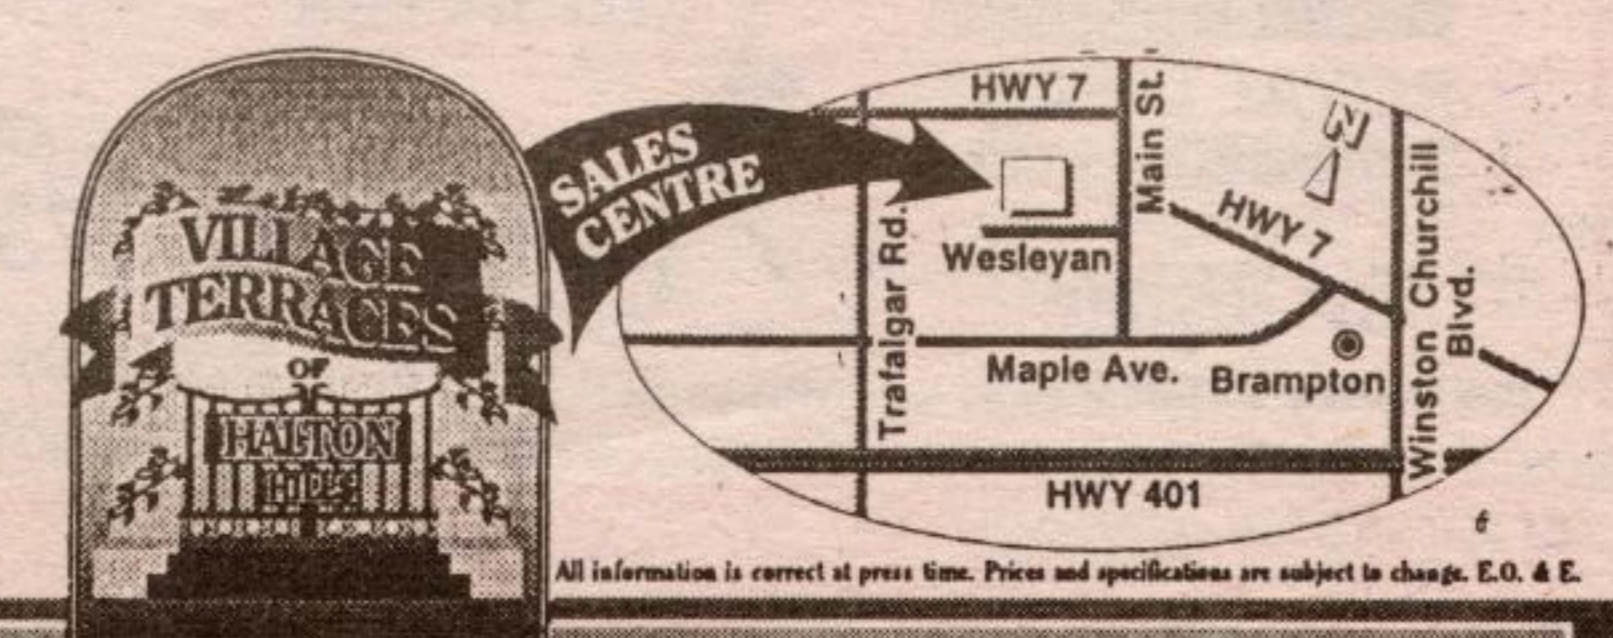 VILLAGE
TERRACES
OF
HALTON
HILLS
SALES
CENTRE
HWY 7
Main St.
N
HWY 7
Winston Churchill
Blvd.
Trafalgar Rd.
Wesleyan
Maple Ave.
Brampton
HWY 401
All information is correct at press time. Prices and specifications are subject to change. E.O. & E.